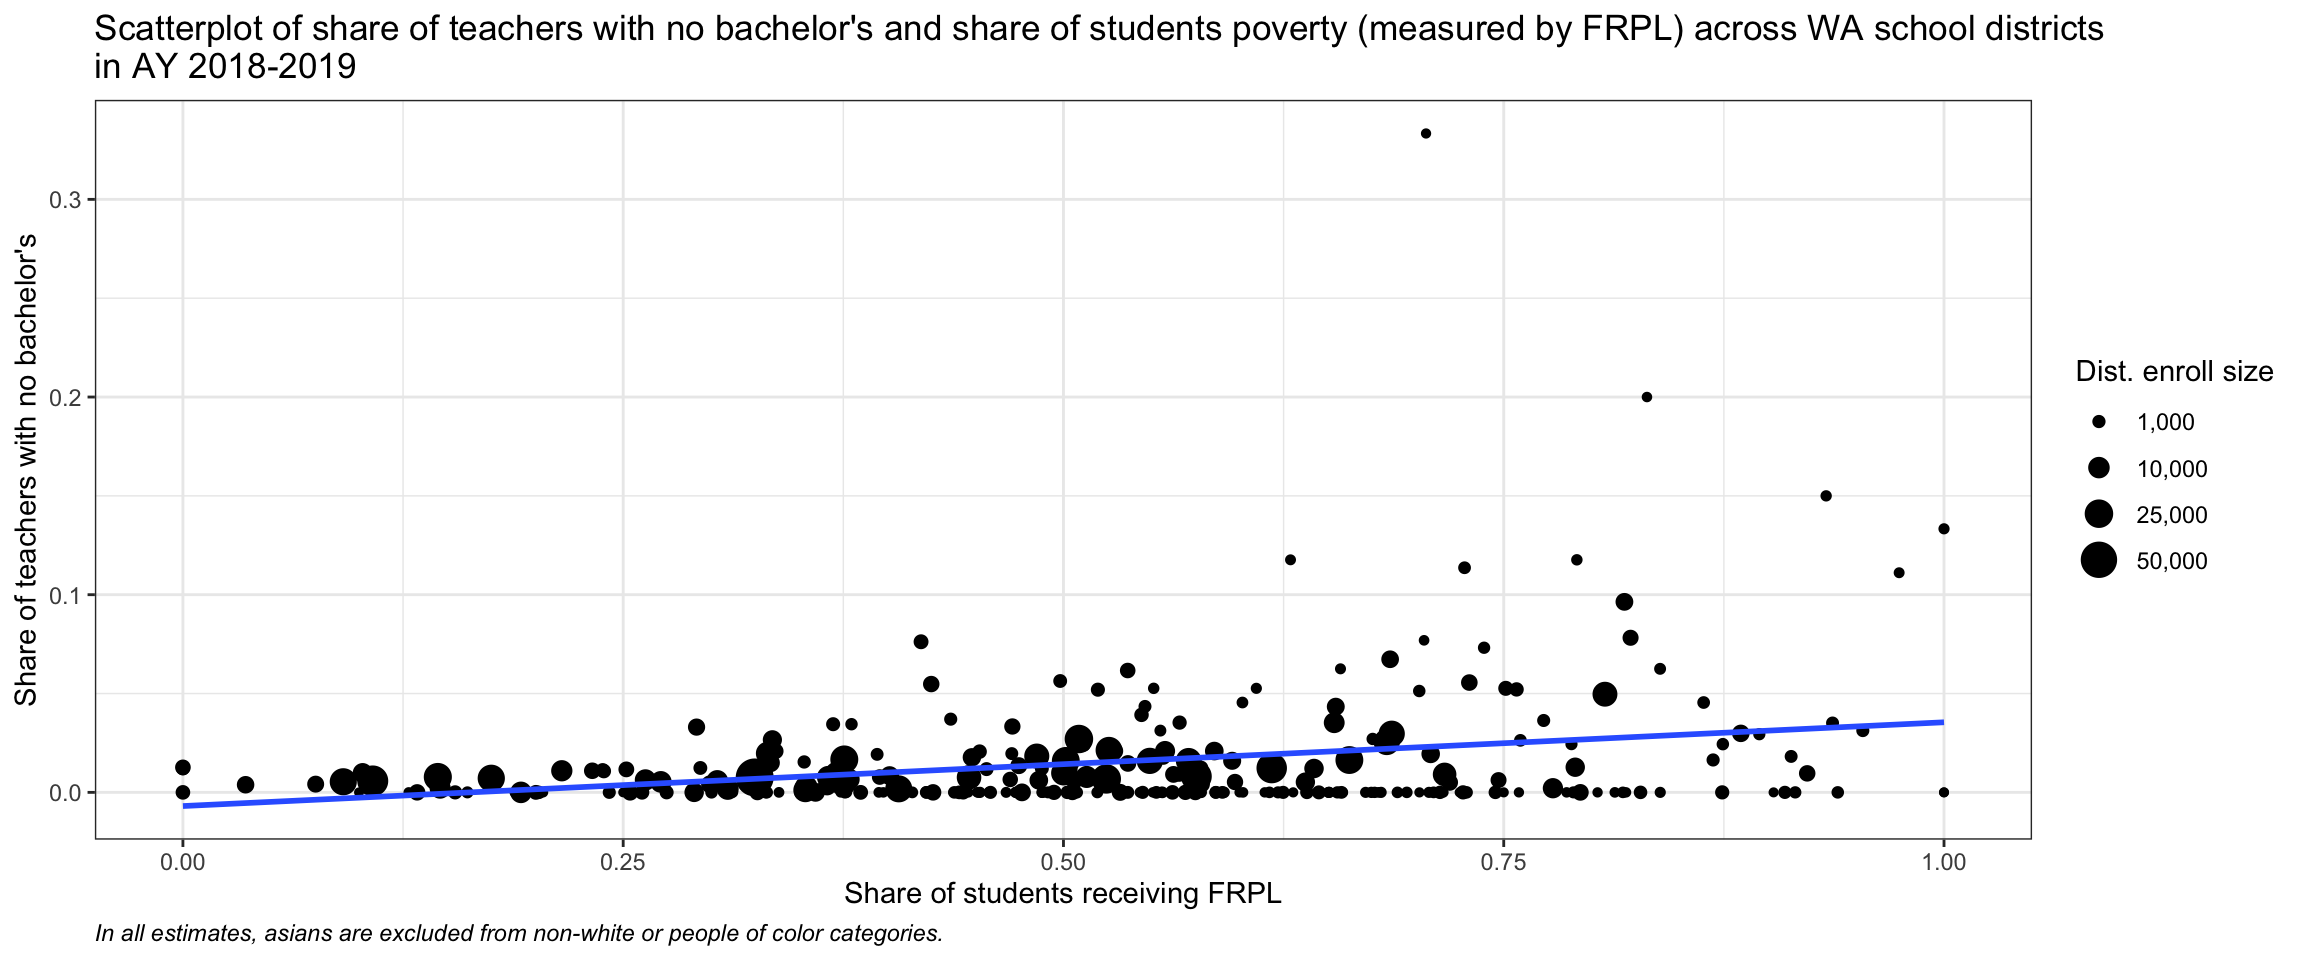 Scatterplot of share of teachers with no bachelor's and share of students poverty (measured by FRPL) across WA school districts
in AY 2018-2019
Share of teachers with no bachelor's
0.3
0.2
0.1
0.0
0.00
0.25
0.50
0.75
1.00
Share of students receiving FRPL
Dist. enroll size
1,000
10,000
25,000
50,000
In all estimates, asians are excluded from non-white or people of color categories.